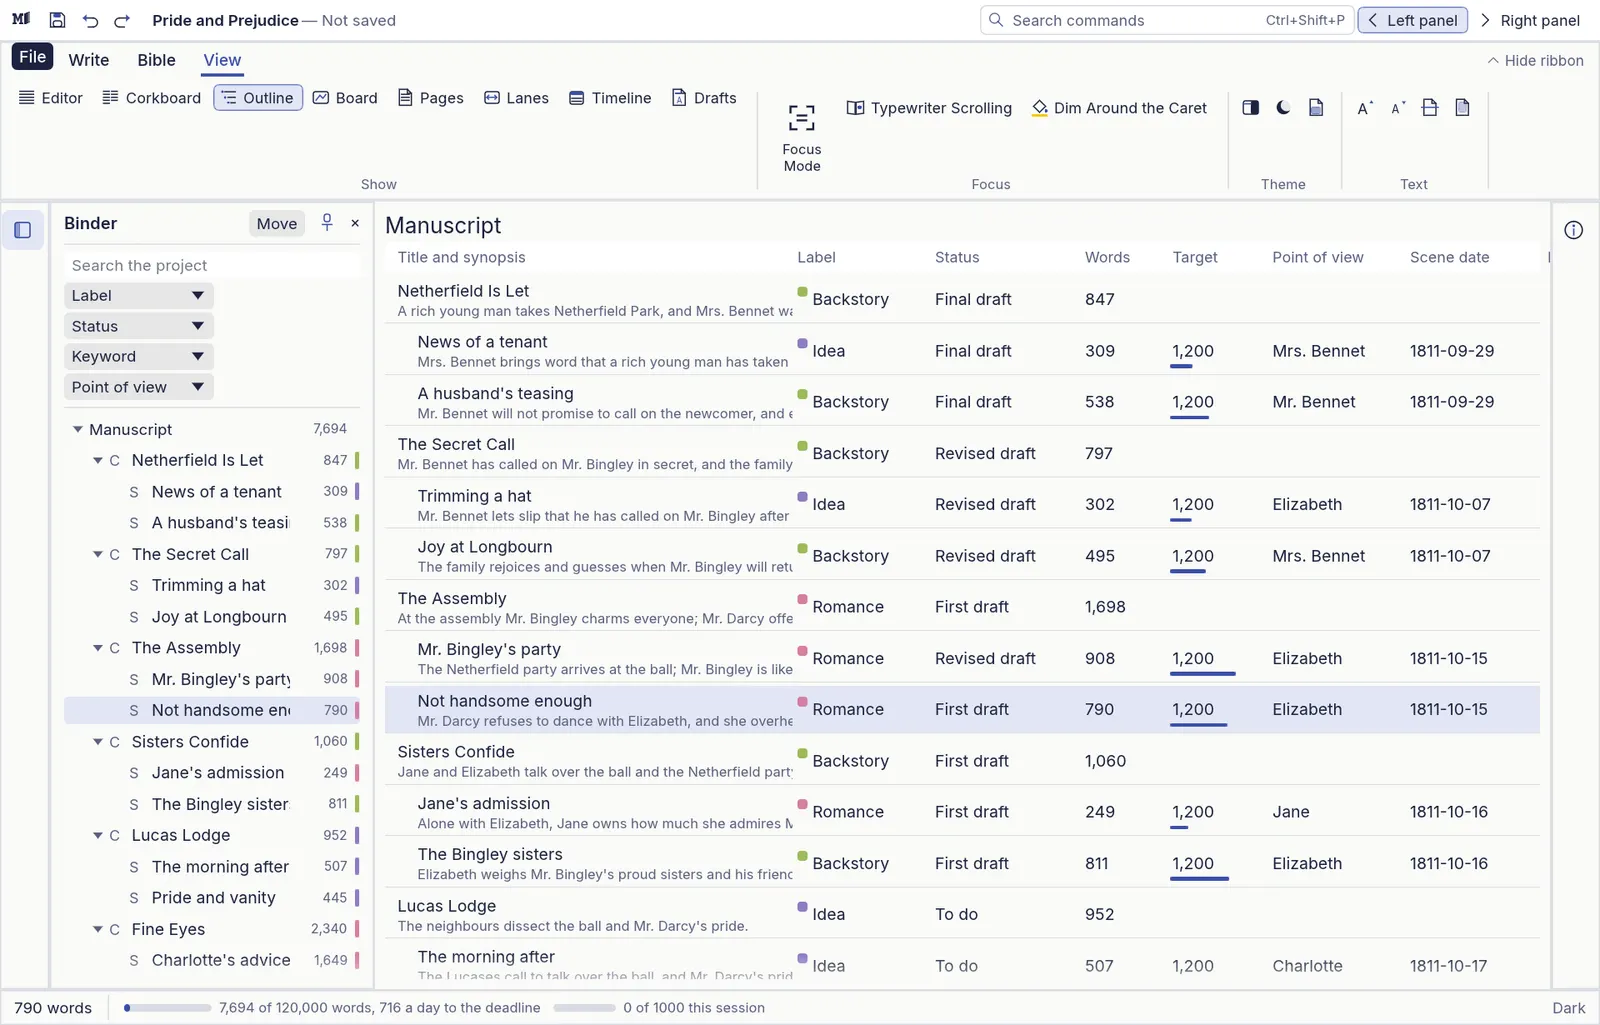 Pride and Prejudice — Not saved
Search commands Ctrl+Shift+P
Left panel
Right panel
File Write Bible View
Hide ribbon
Editor Corkboard Outline Board Pages Lanes Timeline Drafts
Show
Focus
Mode
Typewriter Scrolling Dim Around the Caret
Focus
Theme
A A
Text
Binder Move ×
Search the project
Label
Status
Keyword
Point of view
Manuscript 7,694
C Netherfield Is Let 847
S News of a tenant 309
S A husband's teasi 538
C The Secret Call 797
S Trimming a hat 302
S Joy at Longbourn 495
C The Assembly 1,698
S Mr. Bingley's party 908
S Not handsome en 790
C Sisters Confide 1,060
S Jane's admission 249
S The Bingley sister 811
C Lucas Lodge 952
S The morning after 507
S Pride and vanity 445
C Fine Eyes 2,340
S Charlotte's advice 1,649
Manuscript
Title and synopsis Label Status Words Target Point of view Scene date
Netherfield Is Let
A rich young man takes Netherfield Park, and Mrs. Bennet wa
Backstory Final draft 847
News of a tenant
Mrs. Bennet brings word that a rich young man has taken
Idea Final draft 309 1,200 Mrs. Bennet 1811-09-29
A husband's teasing
Mr. Bennet will not promise to call on the newcomer, and e
Backstory Final draft 538 1,200 Mr. Bennet 1811-09-29
The Secret Call
Mr. Bennet has called on Mr. Bingley in secret, and the family
Backstory Revised draft 797
Trimming a hat
Mr. Bennet lets slip that he has called on Mr. Bingley after
Idea Revised draft 302 1,200 Elizabeth 1811-10-07
Joy at Longbourn
The family rejoices and guesses when Mr. Bingley will retu
Backstory Revised draft 495 1,200 Mrs. Bennet 1811-10-07
The Assembly
At the assembly Mr. Bingley charms everyone; Mr. Darcy offe
Romance First draft 1,698
Mr. Bingley's party
The Netherfield party arrives at the ball; Mr. Bingley is like
Romance Revised draft 908 1,200 Elizabeth 1811-10-15
Not handsome enough
Mr. Darcy refuses to dance with Elizabeth, and she overhe
Romance First draft 790 1,200 Elizabeth 1811-10-15
Sisters Confide
Jane and Elizabeth talk over the ball and the Netherfield party
Backstory First draft 1,060
Jane's admission
Alone with Elizabeth, Jane owns how much she admires M
Romance First draft 249 1,200 Jane 1811-10-16
The Bingley sisters
Elizabeth weighs Mr. Bingley's proud sisters and his friend
Backstory First draft 811 1,200 Elizabeth 1811-10-16
Lucas Lodge
The neighbours dissect the ball and Mr. Darcy's pride.
Idea To do 952
The morning after
The Lucases call to talk over the ball, and Mr. Darcy's prid
Idea To do 507 1,200 Charlotte 1811-10-17
790 words
7,694 of 120,000 words, 716 a day to the deadline
0 of 1000 this session
Dark